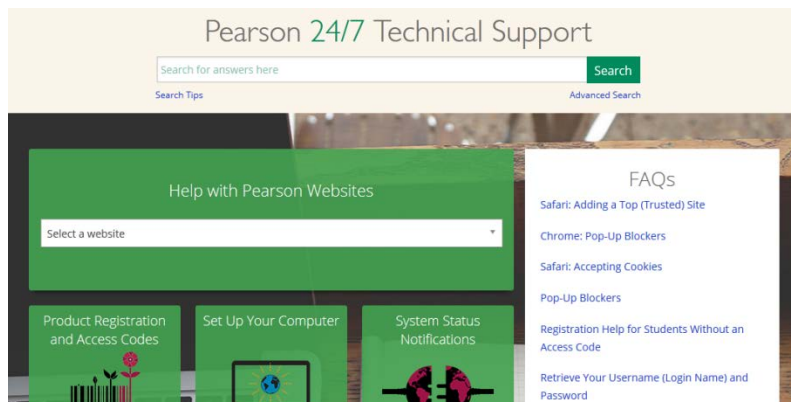 Pearson 24/7 Technical Support
Search for answers here
Search
Search Tips
Advanced Search
Help with Pearson Websites
Select a website
Product Registration
and Access Codes
Set Up Your Computer
System Status
Notifications
FAQs
Safari: Adding a Top (Trusted) Site
Chrome: Pop-Up Blockers
Safari: Accepting Cookies
Pop-Up Blockers
Registration Help for Students Without an
Access Code
Retrieve Your Username (Login Name) and
Password